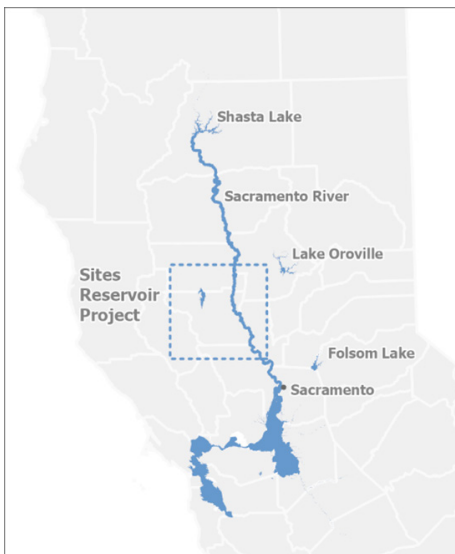 Shasta Lake
Sacramento River
Lake Oroville
Sites
Reservoir
Project
Folsom Lake
Sacramento